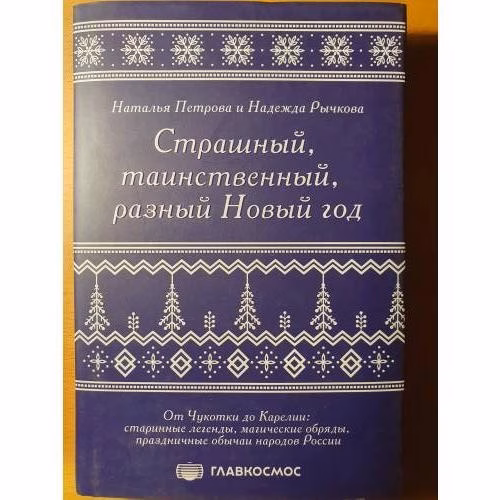 Наталья Петрова и Надежда Рычкова
Страшный,
таинственный,
разный Новый год
От Чукотки до Карелии:
старинные легенды, магические обряды,
праздничные обычаи народов России
ГЛАВКОСМОС